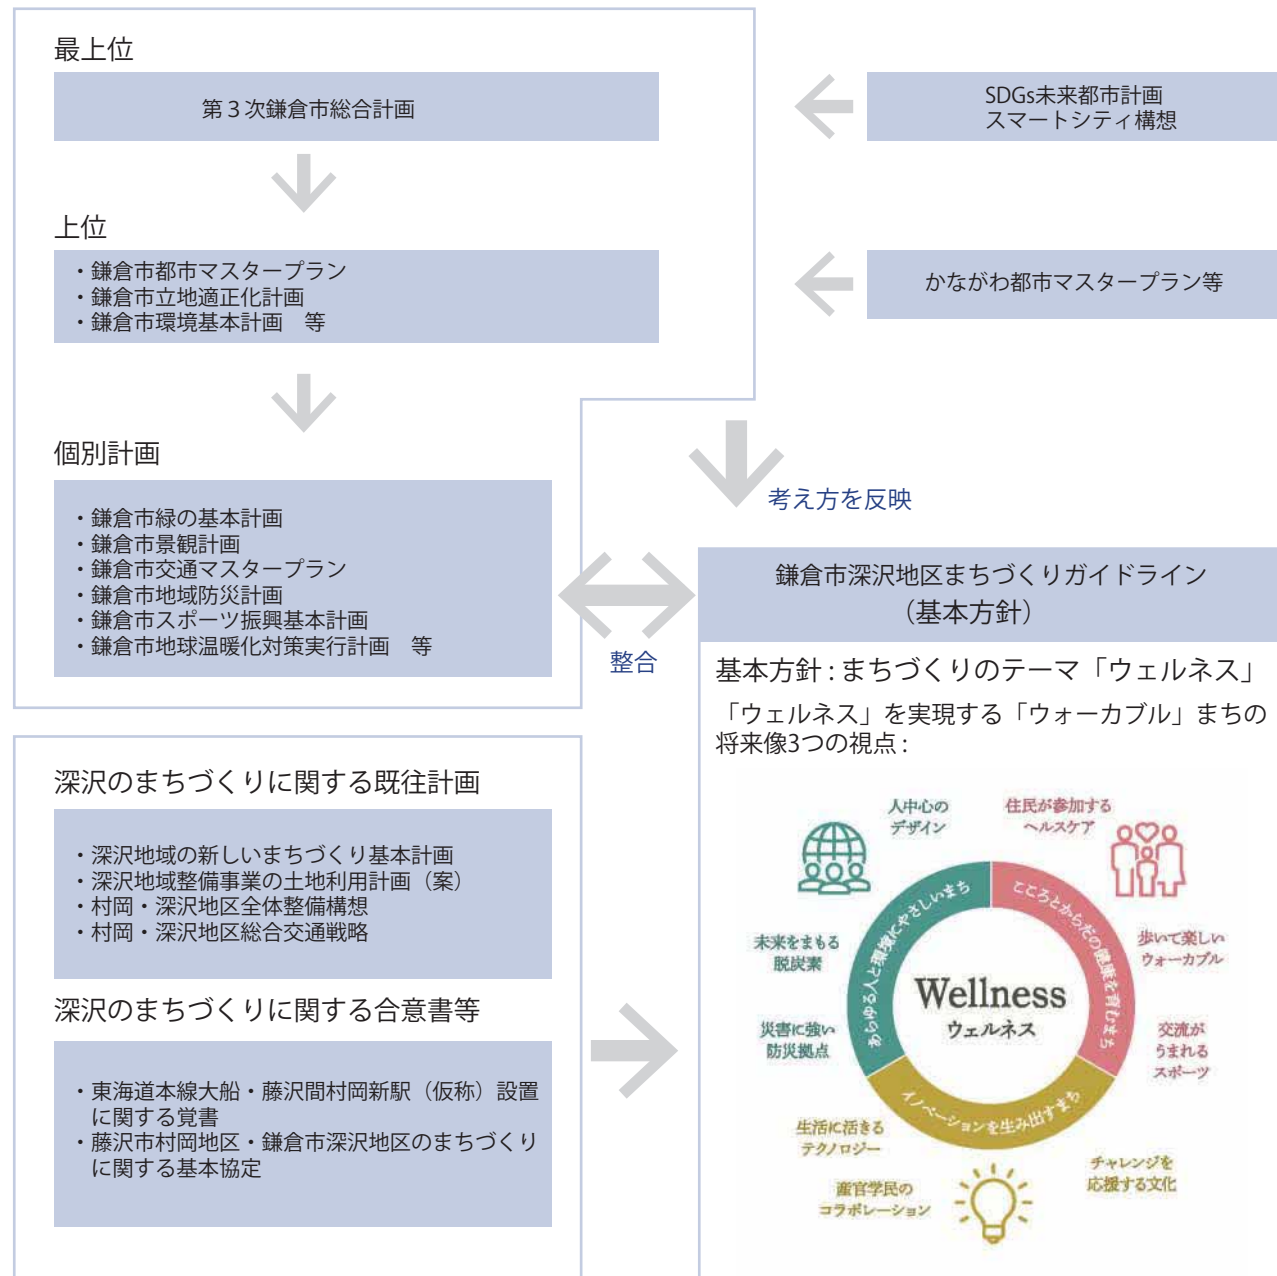 最上位
第３次鎌倉市総合計画
SDGs未来都市計画
スマートシティ構想
上位
・鎌倉市都市マスタープラン
・鎌倉市立地適正化計画
・鎌倉市環境基本計画　等
かながわ都市マスタープラン等
個別計画
・鎌倉市緑の基本計画
・鎌倉市景観計画
・鎌倉市交通マスタープラン
・鎌倉市地域防災計画
・鎌倉市スポーツ振興基本計画
・鎌倉市地球温暖化対策実行計画　等
考え方を反映
整合
鎌倉市深沢地区まちづくりガイドライン
（基本方針）
基本方針 : まちづくりのテーマ「ウェルネス」
「ウェルネス」を実現する「ウォーカブル」まちの
将来像3つの視点 :
深沢のまちづくりに関する既往計画
・深沢地域の新しいまちづくり基本計画
・深沢地域整備事業の土地利用計画（案）
・村岡・深沢地区全体整備構想
・村岡・深沢地区総合交通戦略
深沢のまちづくりに関する合意書等
・東海道本線大船・藤沢間村岡新駅（仮称）設置
に関する覚書
・藤沢市村岡地区・鎌倉市深沢地区のまちづくり
に関する基本協定
人中心の
デザイン
住民が参加する
ヘルスケア
未来をまもる
脱炭素
歩いて楽しい
ウォーカブル
災害に強い
防災拠点
交流が
うまれる
スポーツ
生活に活きる
テクノロジー
チャレンジを
応援する文化
産官学民の
コラボレーション
あらゆる人と環境にやさしいまち
こころとからだの健康を育むまち
イノベーションを生み出すまち
Wellness
ウェルネス